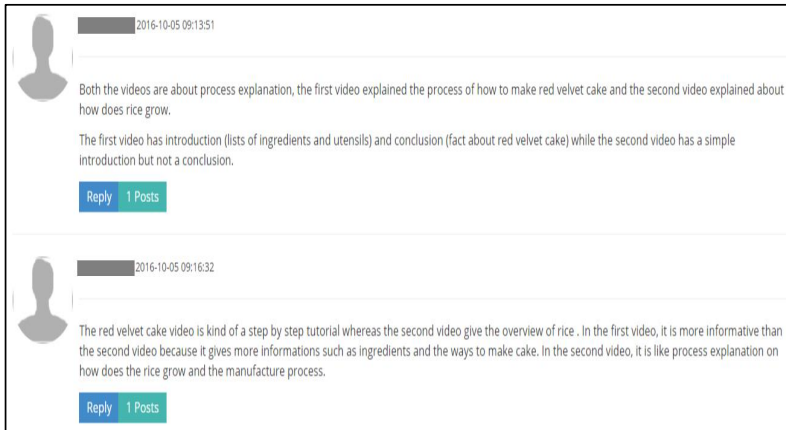 2016-10-05 09:13:51
Both the videos are about process explanation, the first video explained the process of how to make red velvet cake and the second video explained about
how does rice grow.
The first video has introduction (lists of ingredients and utensils) and conclusion (fact about red velvet cake) while the second video has a simple
introduction but not a conclusion.
Reply 1 Posts
2016-10-05 09:16:32
The red velvet cake video is kind of a step by step tutorial whereas the second video give the overview of rice . In the first video, it is more informative than
the second video because it gives more informations such as ingredients and the ways to make cake. In the second video, it is like process explanation on
how does the rice grow and the manufacture process.
Reply 1 Posts